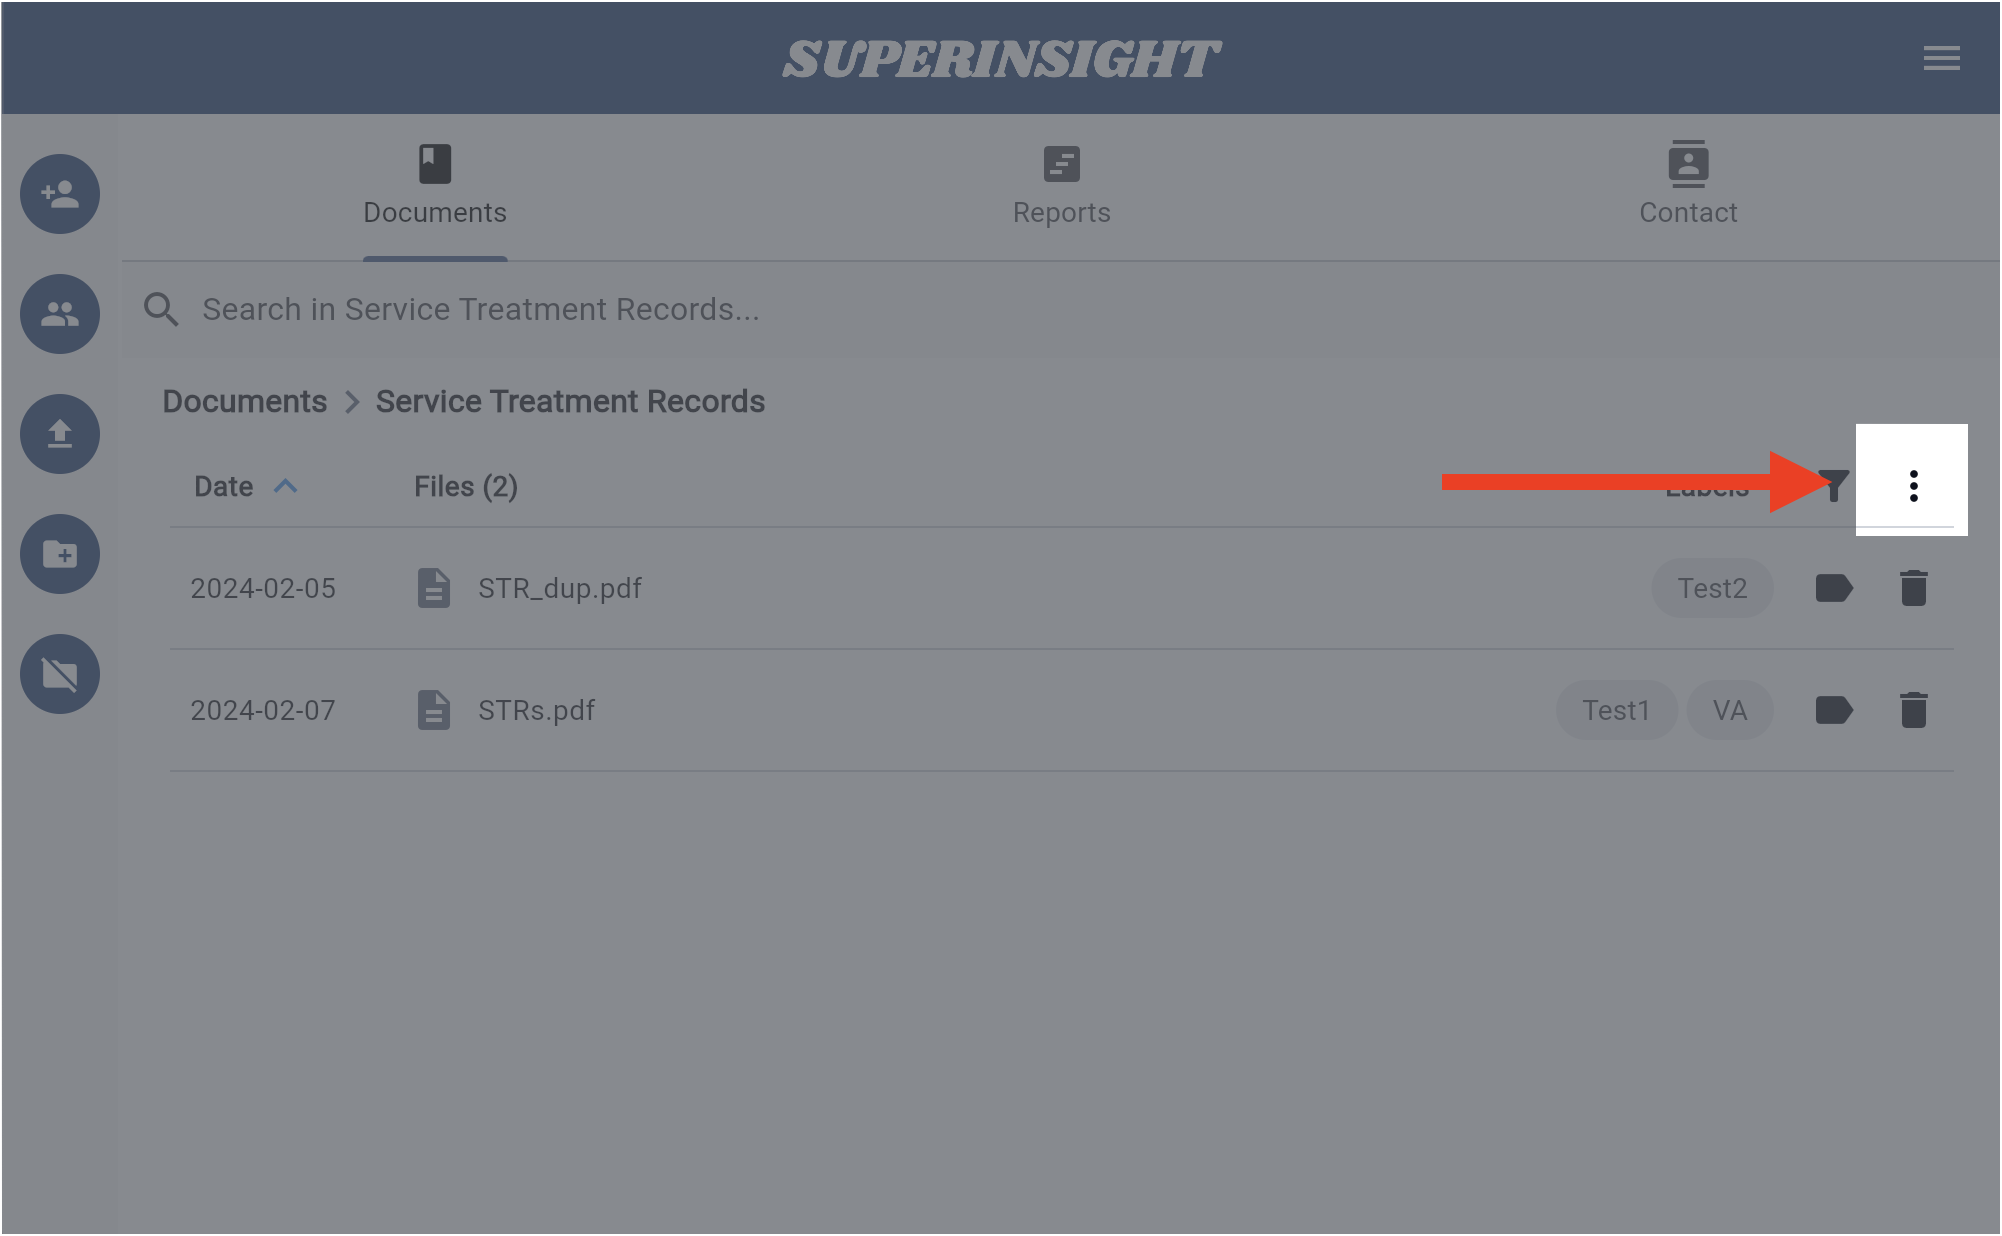 SUPERINSIGHT
Documents Reports Contact
Search in Service Treatment Records...
Documents > Service Treatment Records
Date Files (2) Labels
2024-02-05 STR_dup.pdf Test2
2024-02-07 STRs.pdf Test1 VA